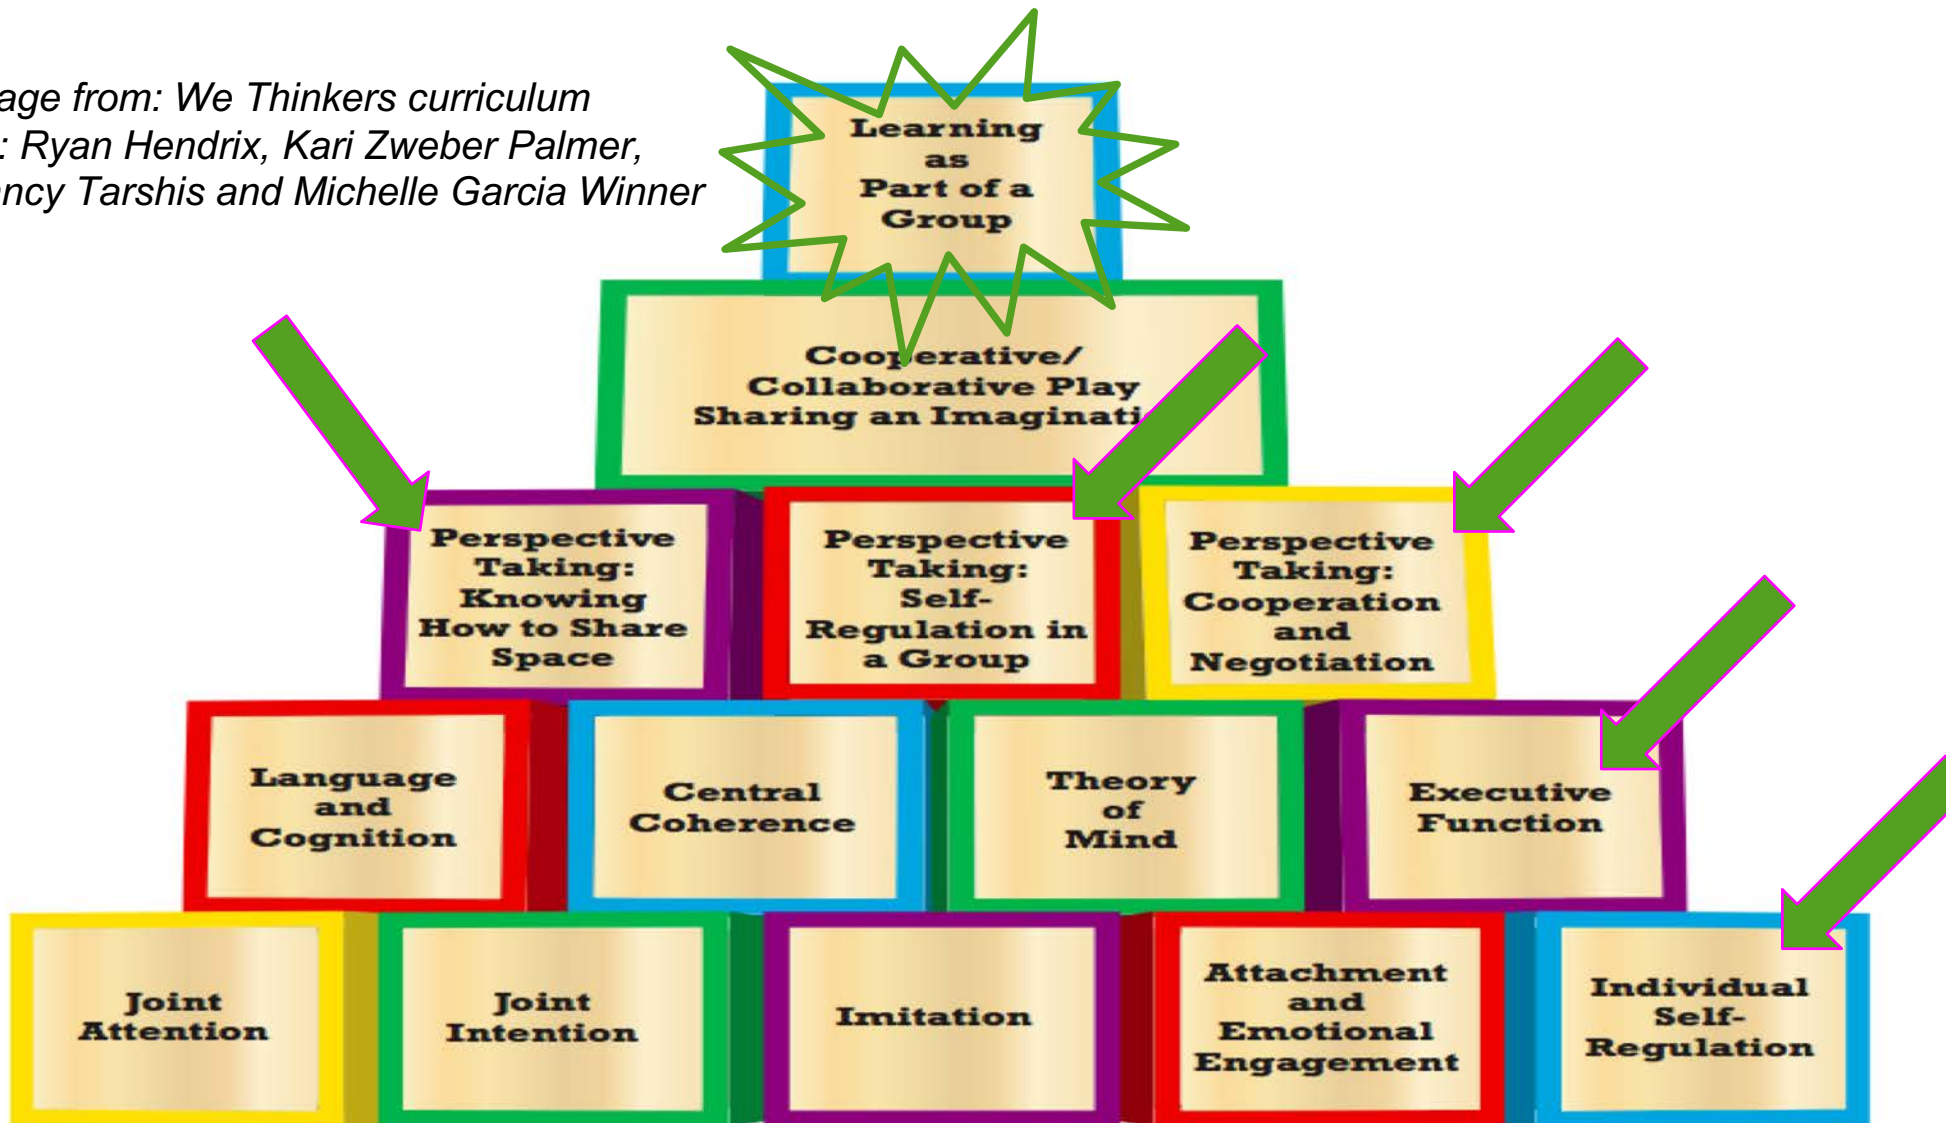 age from: We Thinkers curriculum
: Ryan Hendrix, Kari Zweber Palmer,
ncy Tarshis and Michelle Garcia Winner
Learning
as
Part of a
Group
Cooperative/
Collaborative Play
Sharing an Imaginati
Perspective
Taking:
Knowing
How to Share
Space
Perspective
Taking:
Self-
Regulation in
a Group
Perspective
Taking:
Cooperation
and
Negotiation
Language
and
Cognition
Central
Coherence
Theory
of
Mind
Executive
Function
Joint
Attention
Joint
Intention
Imitation
Attachment
and
Emotional
Engagement
Individual
Self-
Regulation